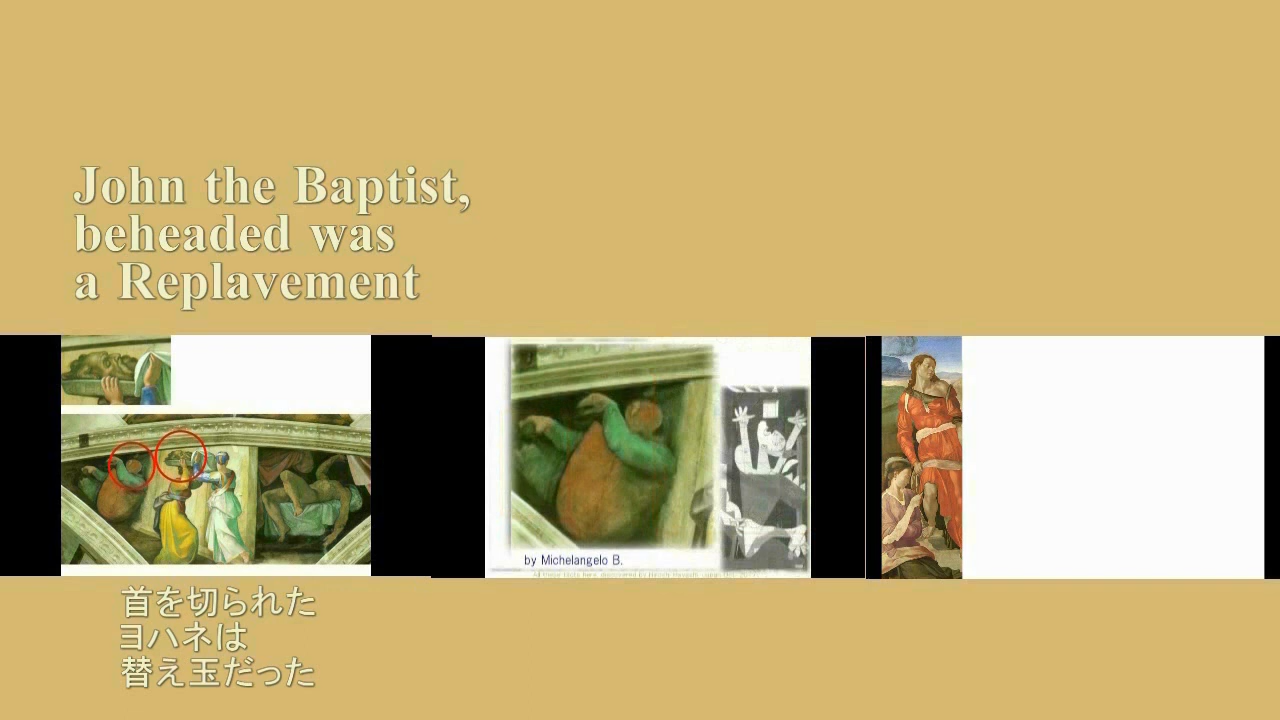 John the Baptist,
beheaded was
a Replavement
by Michelangelo B.
首を切られた
ヨハネは
替え玉だった